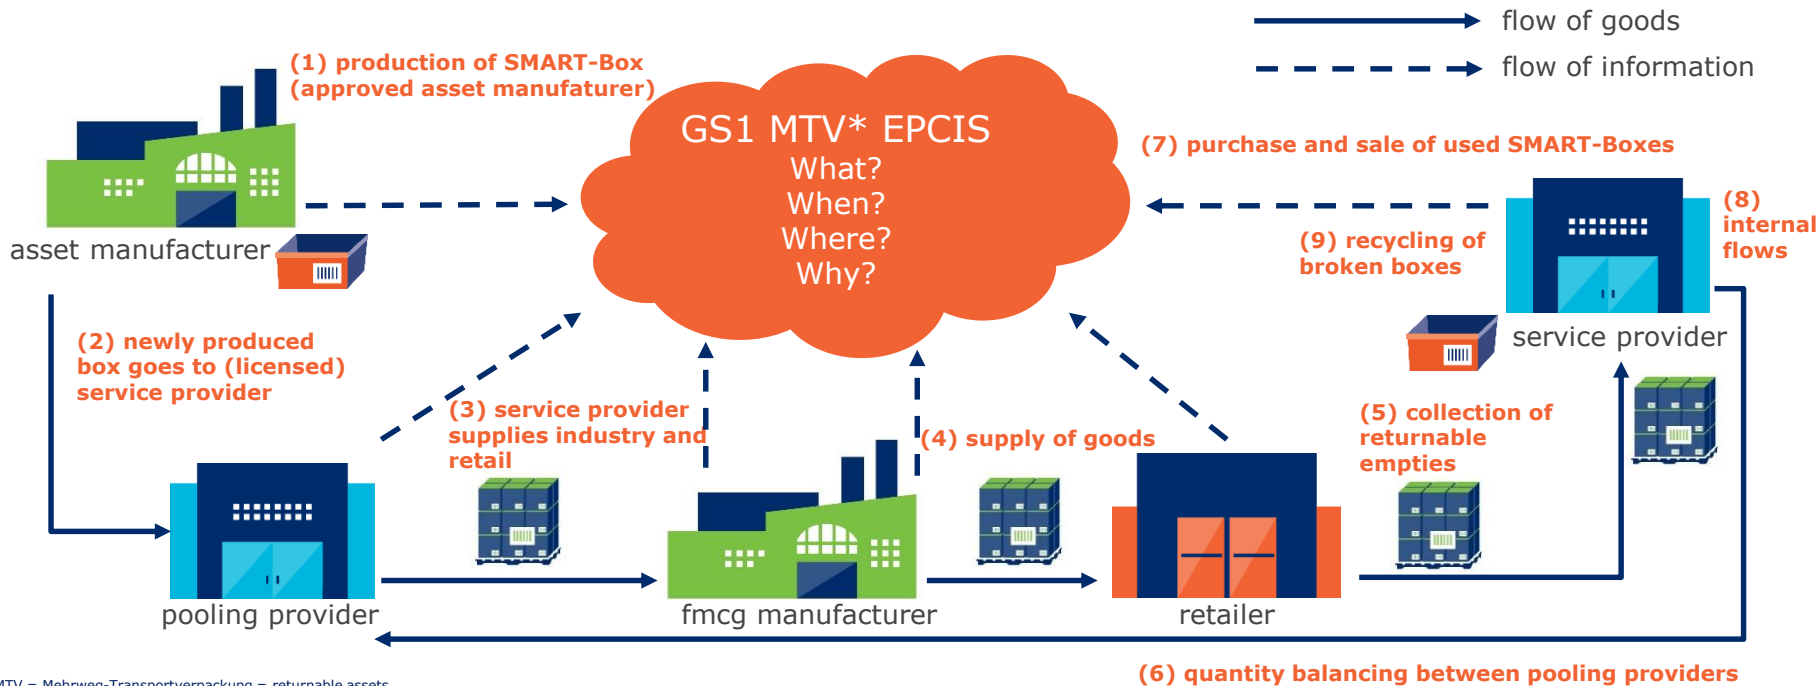 flow of goods
flow of information
(1) production of SMART-Box
(approved asset manufaturer)
GS1 MTV* EPCIS
What?
When?
Where?
Why?
(7) purchase and sale of used SMART-Boxes
(8)
internal
flows
(9) recycling of
broken boxes
asset manufacturer
service provider
(2) newly produced
box goes to (licensed)
service provider
(3) service provider
supplies industry and
retail
(4) supply of goods
(5) collection of
returnable
empties
pooling provider
fmcg manufacturer
retailer
(6) quantity balancing between pooling providers
MTV = Mehrweg-Transportverpackung = returnable assets